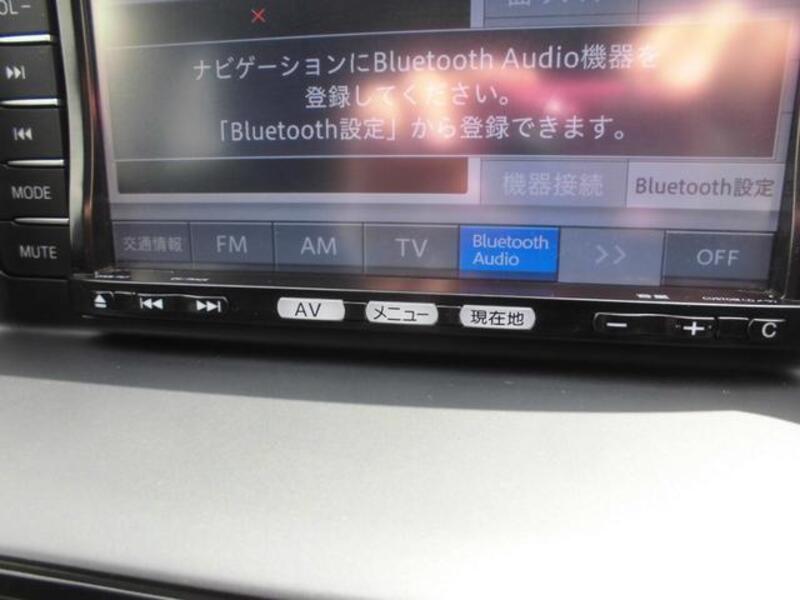 ナビゲーションにBluetooth Audio機器を
登録してください。
「Bluetooth設定」から登録できます。
機器接続
Bluetooth設定
交通情報
FM
AM
TV
Bluetooth
Audio
>>
OFF
MODE
MUTE
AV
メニュー
現在地
C